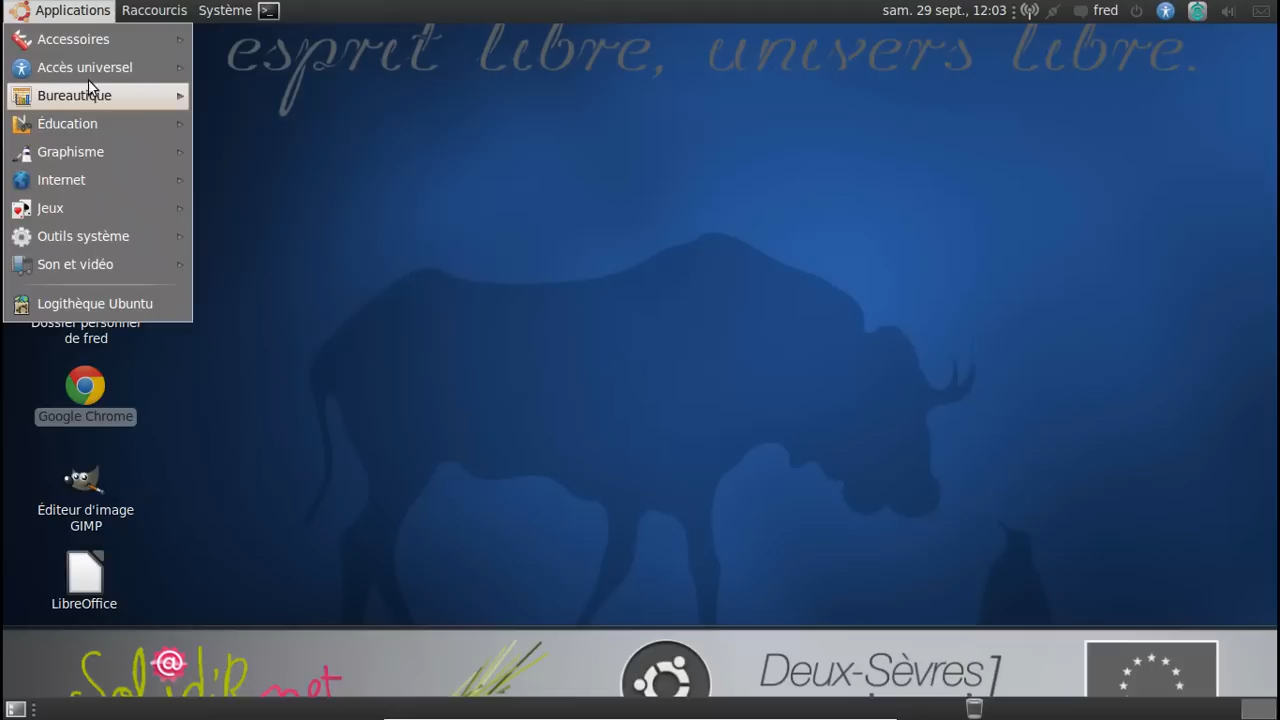 Applications Raccourcis Système sam. 29 sept., 12:03 fred
esprit libre, univers libre.
Accessoires
Accès universel
Bureautique
Éducation
Graphisme
Internet
Jeux
Outils système
Son et vidéo
Logithèque Ubuntu
Dossier personnel
de fred
Google Chrome
Éditeur d'image
GIMP
LibreOffice
Solid@R.net
Deux-Sèvres